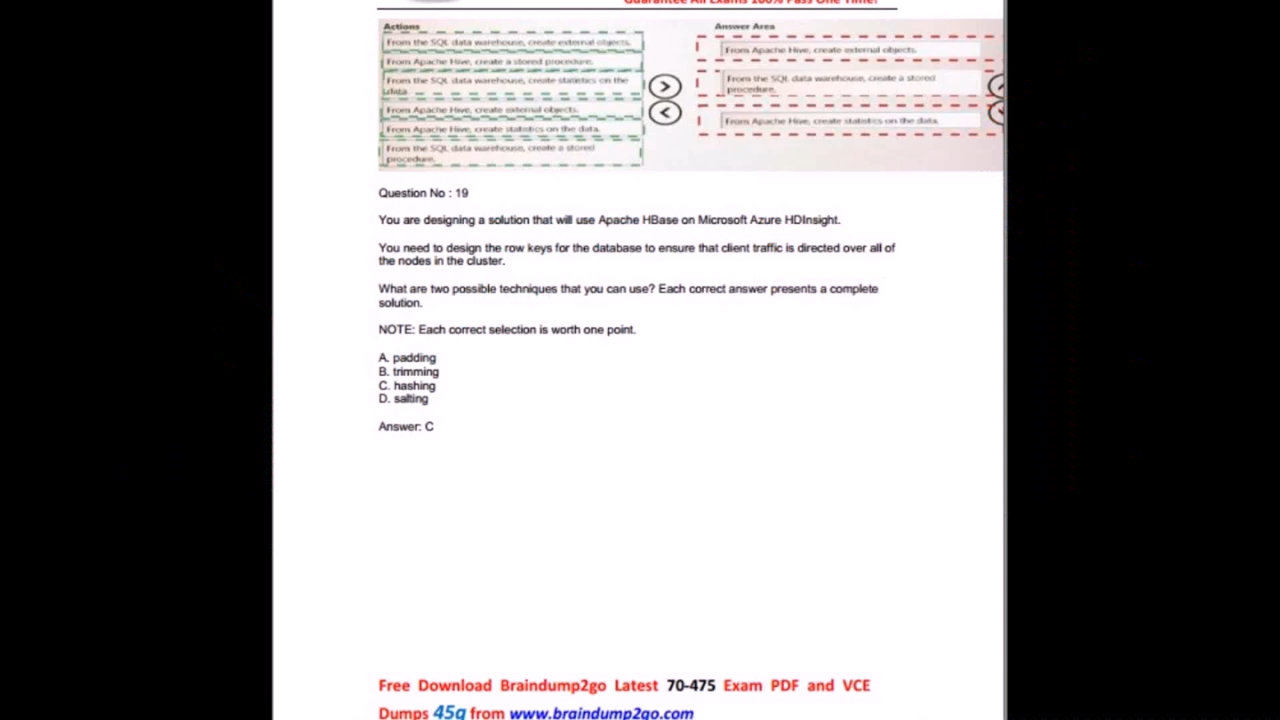 Guarantee All Exams 100% Pass One Time!
Actions
Answer Area
From the SQL data warehouse, create external objects.
From Apache Hive, create a stored procedure.
From the SQL data warehouse, create statistics on the
data.
From Apache Hive, create external objects.
From Apache Hive, create statistics on the data.
From the SQL data warehouse, create a stored
procedure.
From Apache Hive, create external objects.
From the SQL data warehouse, create a stored
procedure.
From Apache Hive, create statistics on the data.
Question No : 19
You are designing a solution that will use Apache HBase on Microsoft Azure HDInsight.
You need to design the row keys for the database to ensure that client traffic is directed over all of
the nodes in the cluster.
What are two possible techniques that you can use? Each correct answer presents a complete
solution.
NOTE: Each correct selection is worth one point.
A. padding
B. trimming
C. hashing
D. salting
Answer: C
Free Download Braindump2go Latest 70-475 Exam PDF and VCE
Dumps 45q from www.braindump2go.com